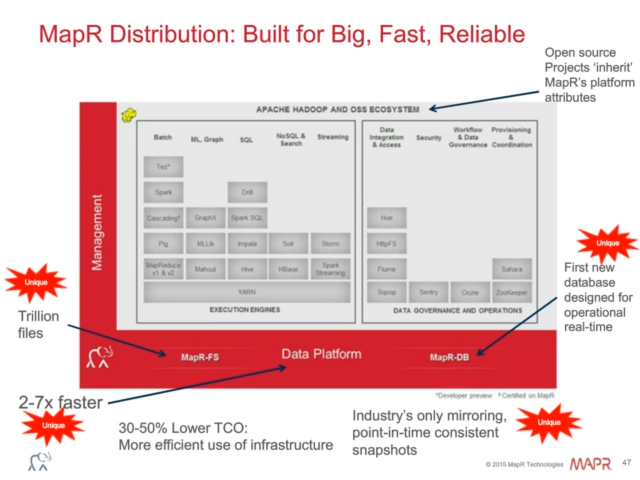 MapR Distribution: Built for Big, Fast, Reliable
Open source
Projects ‘inherit’
MapR's platform
attributes
APACHE HADOOP AND OSS ECOSYSTEM
Batch
ML, Graph
SQL
NoSQL &
Search
Streaming
Data
Integration
& Access
Security
Workflow
& Data
Governance
Provisioning
&
Coordination
Tez*
Spark
Drill
Cascading‡
GraphX
Spark SQL
Hue
Pig
MLLib
Impala
Solr
Storm
HttpFS
MapReduce
v1 & v2
Mahout
Hive
HBase
Spark
Streaming
Flume
Sahara
YARN
Sqoop
Sentry
Oozie
ZooKeeper
EXECUTION ENGINES
DATA GOVERNANCE AND OPERATIONS
Management
Unique
Trillion
files
Unique
First new
database
designed for
operational
real-time
MapR-FS
Data Platform
MapR-DB
2-7x faster
Unique
*Developer preview ‡ Certified on MapR
30-50% Lower TCO:
More efficient use of infrastructure
Industry's only mirroring,
point-in-time consistent
snapshots
Unique
© 2015 MapR Technologies
MAPR
47